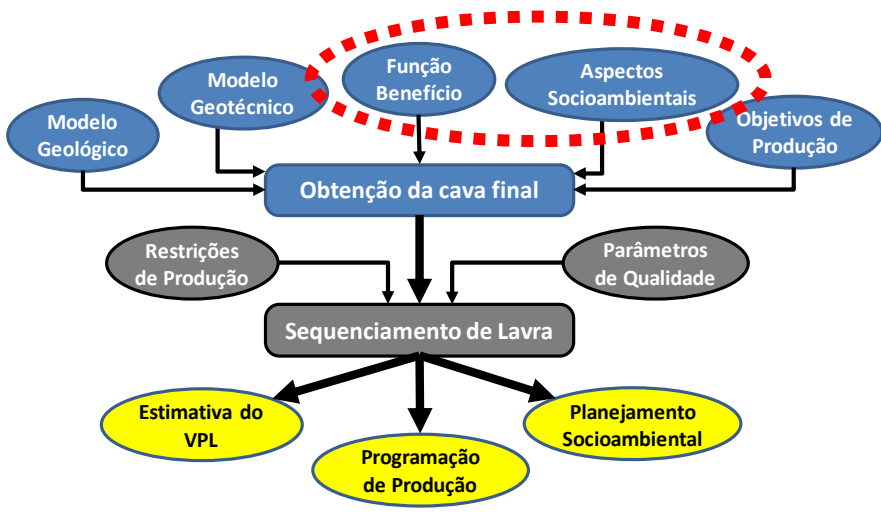 Modelo
Geológico
Modelo
Geotécnico
Função
Benefício
Aspectos
Socioambientais
Objetivos de
Produção
Obtenção da cava final
Restrições
de Produção
Parâmetros
de Qualidade
Sequenciamento de Lavra
Estimativa do
VPL
Programação
de Produção
Planejamento
Socioambiental